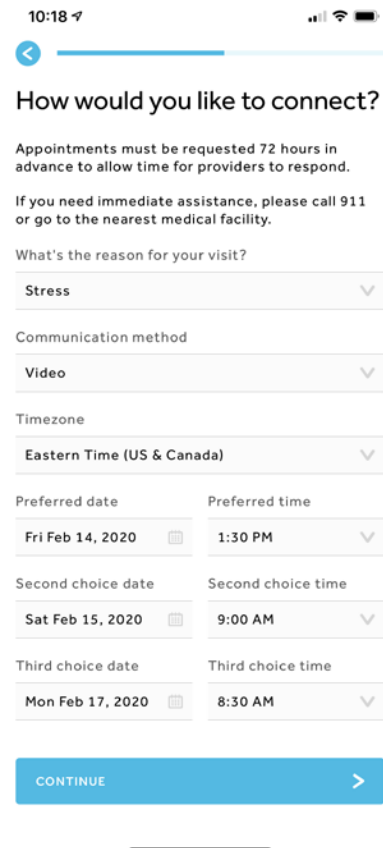 10:18
How would you like to connect?
Appointments must be requested 72 hours in
advance to allow time for providers to respond.
If you need immediate assistance, please call 911
or go to the nearest medical facility.
What's the reason for your visit?
Stress
Communication method
Video
Timezone
Eastern Time (US & Canada)
Preferred date Preferred time
Fri Feb 14, 2020 1:30 PM
Second choice date Second choice time
Sat Feb 15, 2020 9:00 AM
Third choice date Third choice time
Mon Feb 17, 2020 8:30 AM
CONTINUE